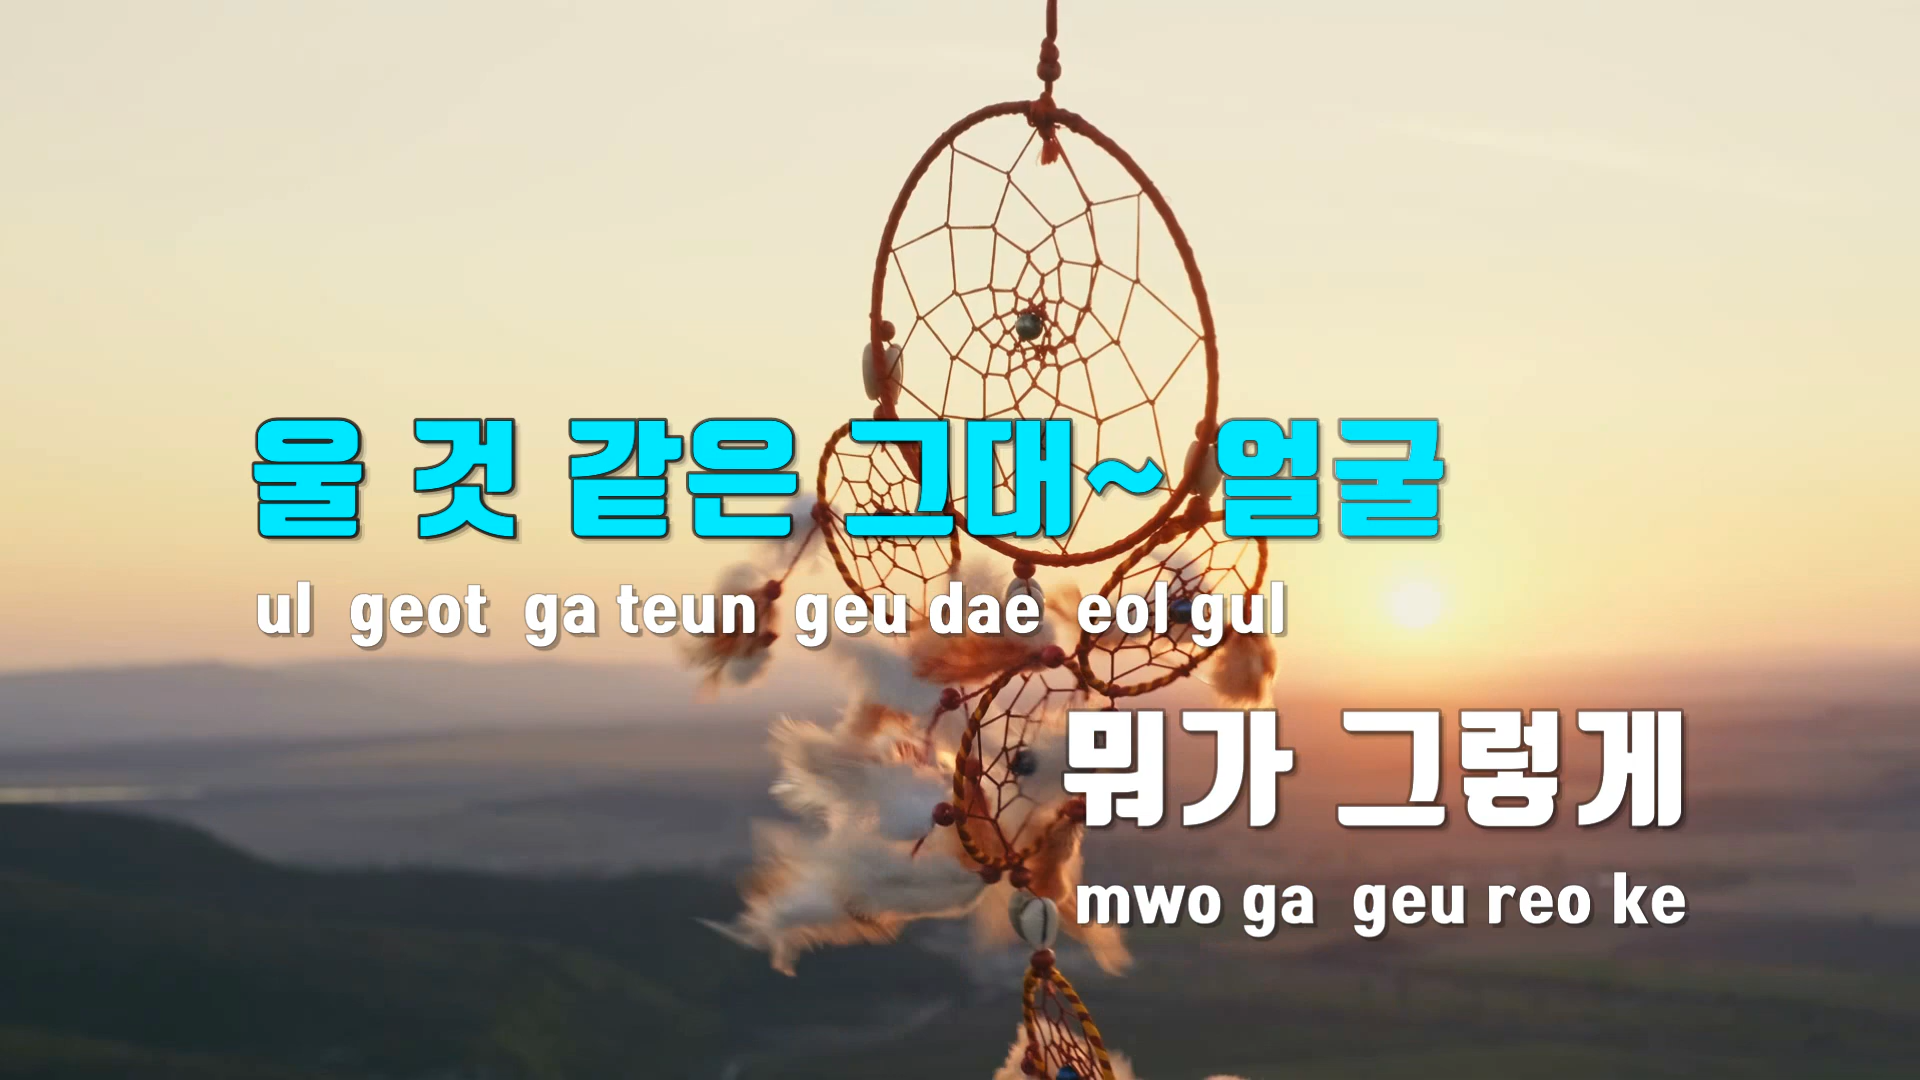 울 것 같은 그대~ 얼굴
ul geot ga teun geu dae eol gul
뭐가 그렇게
mwo ga geu reo ke